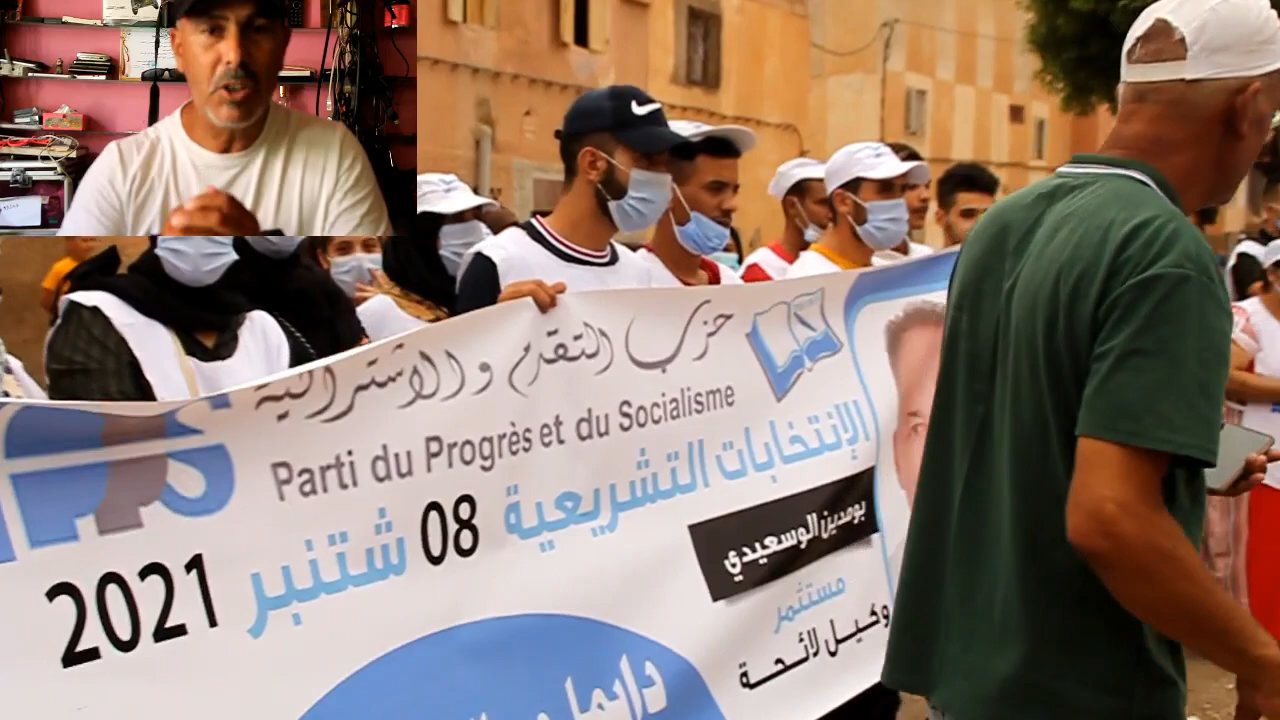 حزب التقدم والاشتراكية
Parti du Progrès et du Socialisme
الإنتخابات التشريعية 08 شتنبر 2021
بومدين الوسعيدي
مستثمر
وكيل لائحة
دايما